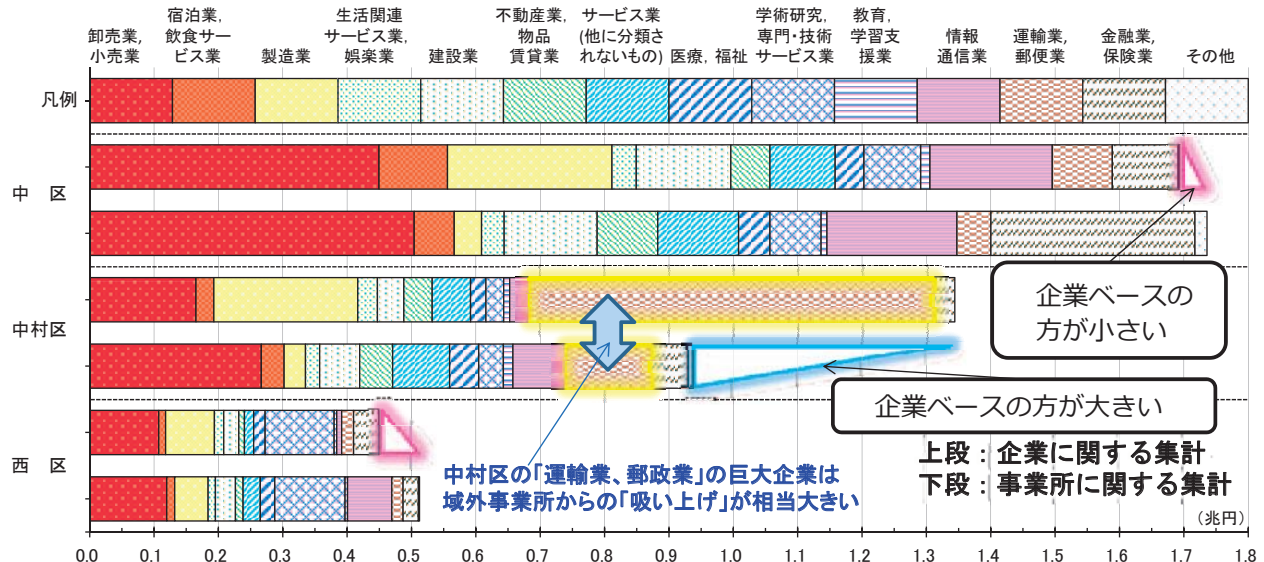 卸売業,
小売業
宿泊業,
飲食サー
ビス業
製造業
生活関連
サービス業,
娯楽業
建設業
不動産業,
物品
賃貸業
サービス業
(他に分類さ
れないもの)
医療, 福祉
学術研究,
専門・技術
サービス業
教育,
学習支
援業
情報
通信業
運輸業,
郵便業
金融業,
保険業
その他
凡例
中 区
中村区
西 区
企業ベースの
方が小さい
企業ベースの方が大きい
中村区の「運輸業、郵政業」の巨大企業は
域外事業所からの「吸い上げ」が相当大きい
上段：企業に関する集計
下段：事業所に関する集計
(兆円)
0.0 0.1 0.2 0.3 0.4 0.5 0.6 0.7 0.8 0.9 1.0 1.1 1.2 1.3 1.4 1.5 1.6 1.7 1.8